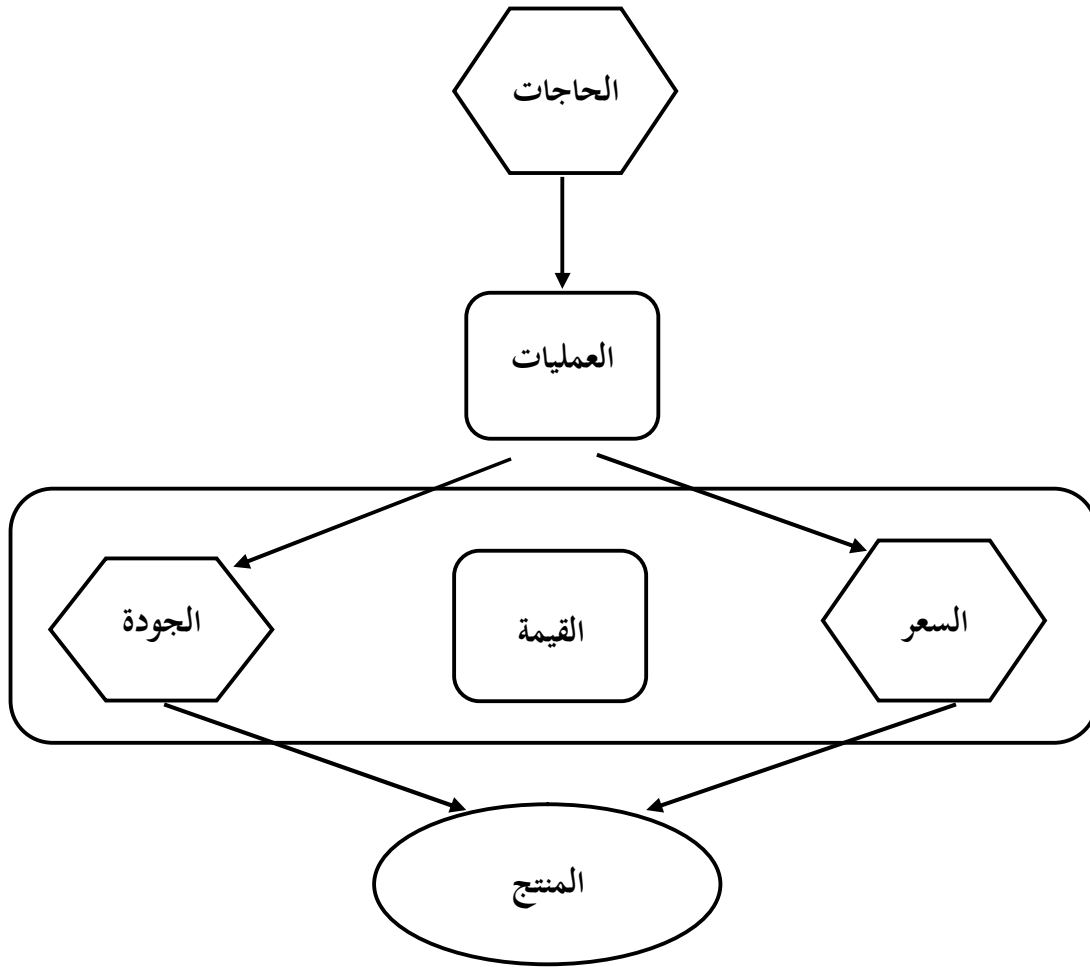 الحاجات
العمليات
السعر
القيمة
الجودة
المنتج